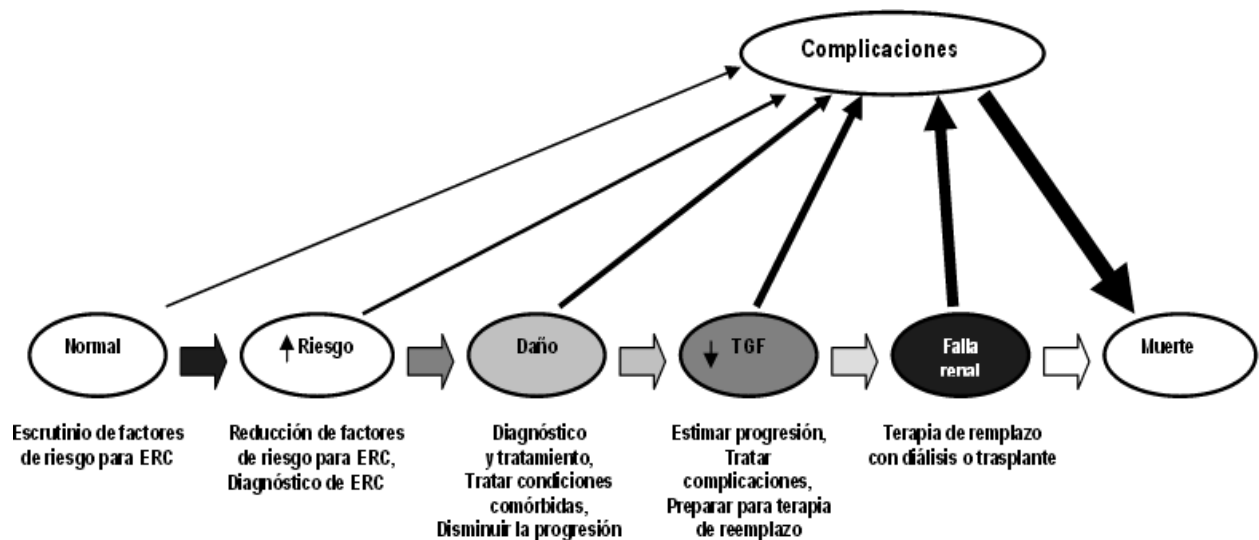 Complicaciones
Normal
↑ Riesgo
Daño
↓ TGF
Falla
renal
Muerte
Escrutinio de factores
de riesgo para ERC
Reducción de factores
de riesgo para ERC,
Diagnóstico de ERC
Diagnóstico
y tratamiento,
Tratar condiciones
comórbidas,
Disminuir la progresión
Estimar progresión,
Tratar
complicaciones,
Preparar para terapia
de reemplazo
Terapia de remplazo
con diálisis o trasplante